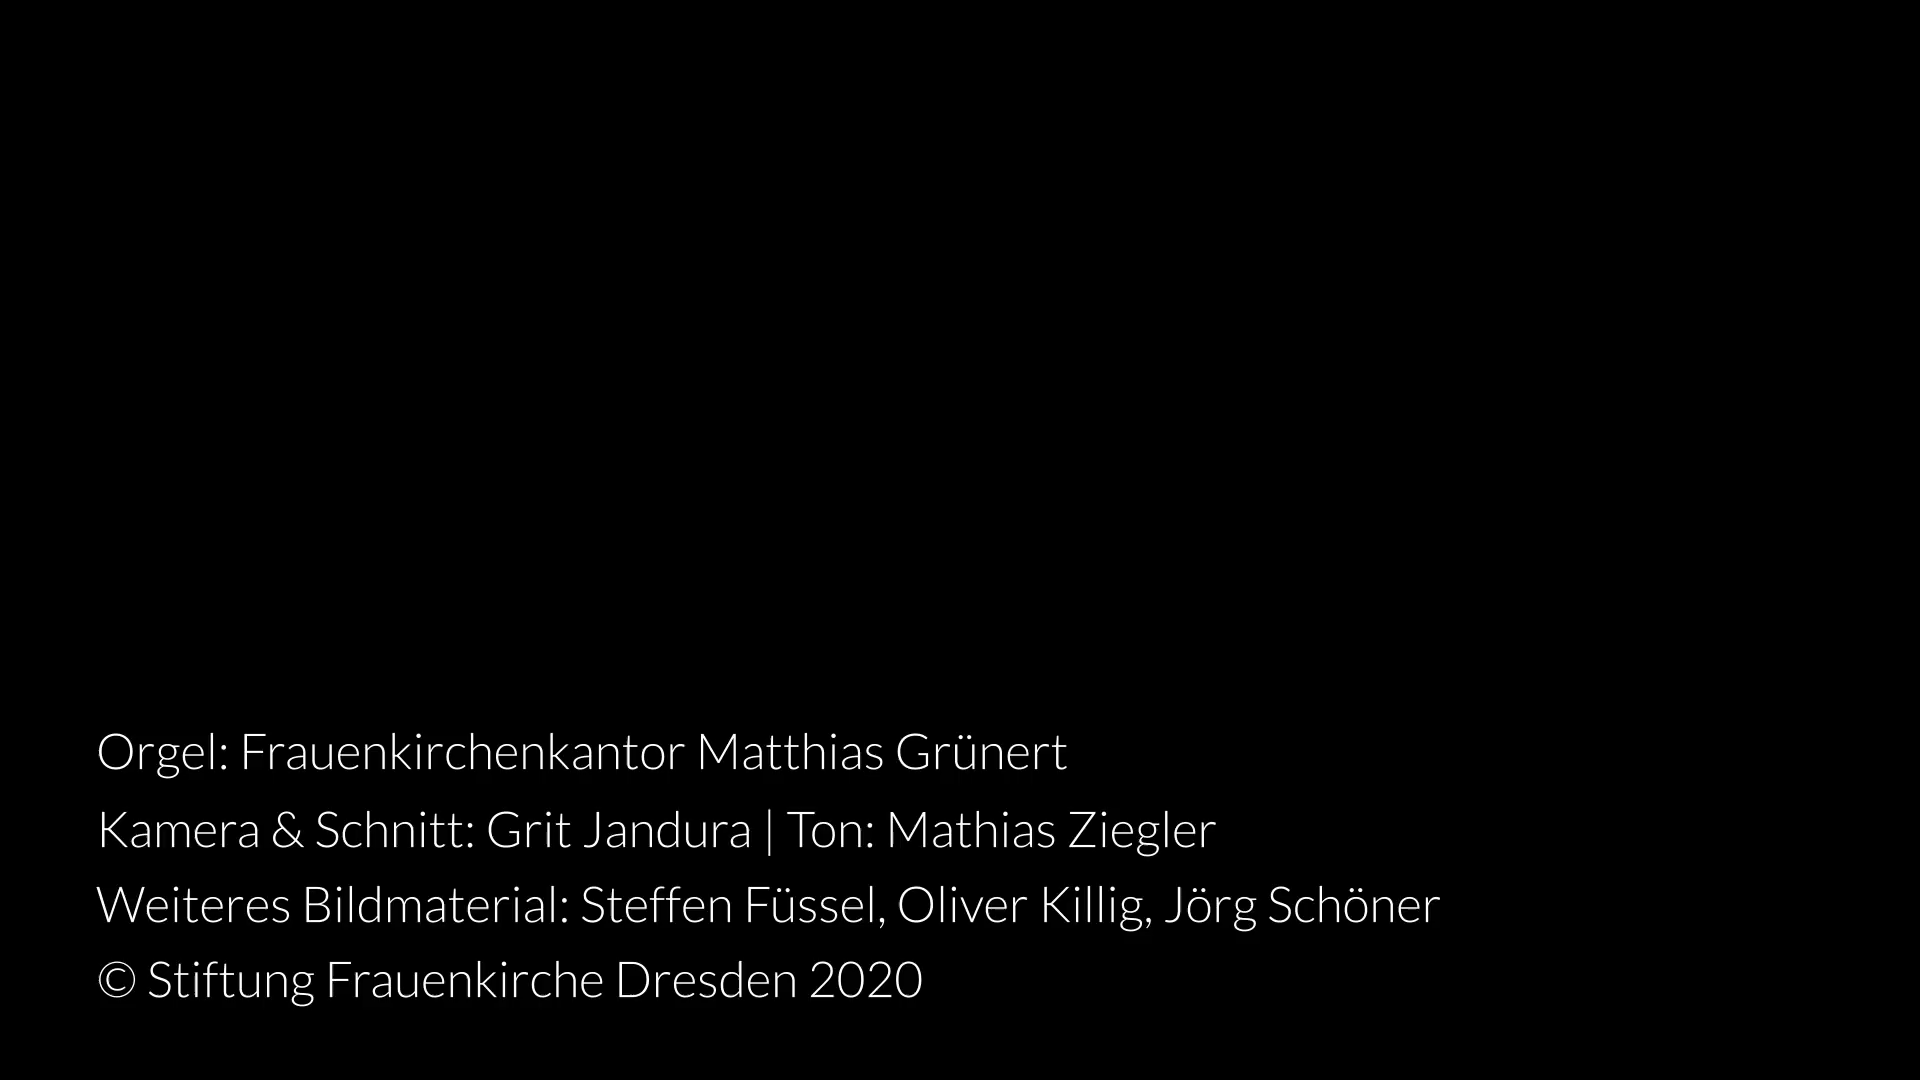 Orgel: Frauenkirchenkantor Matthias Grünert
Kamera & Schnitt: Grit Jandura | Ton: Mathias Ziegler
Weiteres Bildmaterial: Steffen Füssel, Oliver Killig, Jörg Schöner
© Stiftung Frauenkirche Dresden 2020